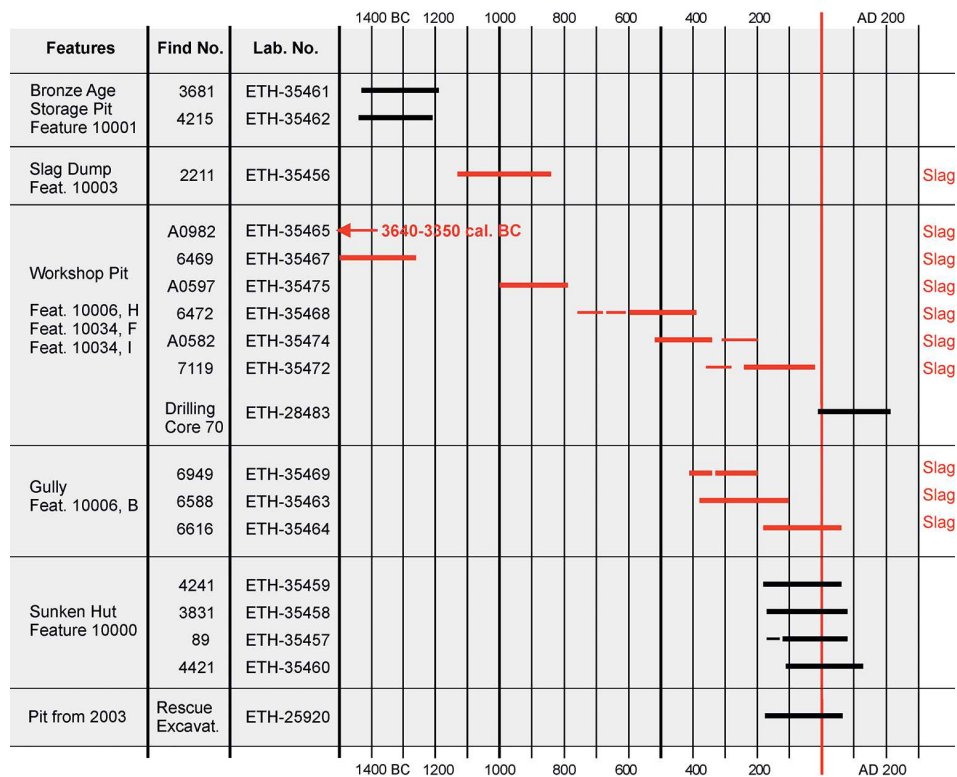 1400 BC 1200 1000 800 600 400 200 AD 200
Features Find No. Lab. No.
Bronze Age
Storage Pit
Feature 10001
3681 ETH-35461
4215 ETH-35462
Slag Dump
Feat. 10003
2211 ETH-35456 Slag
Workshop Pit
Feat. 10006, H
Feat. 10034, F
Feat. 10034, I
A0982 ETH-35465 3640-3350 cal. BC Slag
6469 ETH-35467 Slag
A0597 ETH-35475 Slag
6472 ETH-35468 Slag
A0582 ETH-35474 Slag
7119 ETH-35472 Slag
Drilling
Core 70
ETH-28483
Gully
Feat. 10006, B
6949 ETH-35469 Slag
6588 ETH-35463 Slag
6616 ETH-35464 Slag
Sunken Hut
Feature 10000
4241 ETH-35459
3831 ETH-35458
89 ETH-35457
4421 ETH-35460
Pit from 2003
Rescue
Excavat.
ETH-25920
1400 BC 1200 1000 800 600 400 200 AD 200